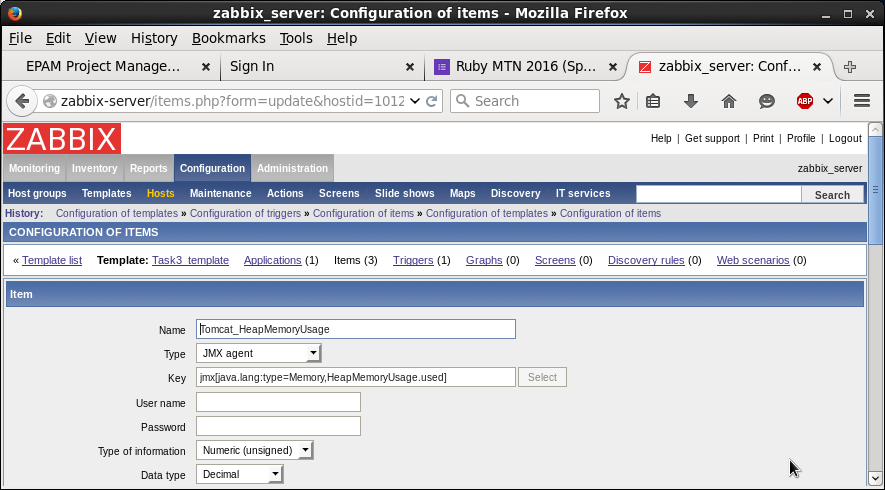 zabbix_server: Configuration of items - Mozilla Firefox
File Edit View History Bookmarks Tools Help
EPAM Project Manage... Sign In Ruby MTN 2016 (Sp... zabbix_server: Conf...
zabbix-server/items.php?form=update&hostid=1012 Search ABP
ZABBIX
Help | Get support | Print | Profile | Logout
Monitoring Inventory Reports Configuration Administration zabbix_server
Host groups Templates Hosts Maintenance Actions Screens Slide shows Maps Discovery IT services Search
History: Configuration of templates » Configuration of triggers » Configuration of items » Configuration of templates » Configuration of items
CONFIGURATION OF ITEMS
« Template list Template: Task3_template Applications (1) Items (3) Triggers (1) Graphs (0) Screens (0) Discovery rules (0) Web scenarios (0)
Item
Name Tomcat_HeapMemoryUsage
Type JMX agent
Key jmx[java.lang:type=Memory,HeapMemoryUsage.used] Select
User name
Password
Type of information Numeric (unsigned)
Data type Decimal